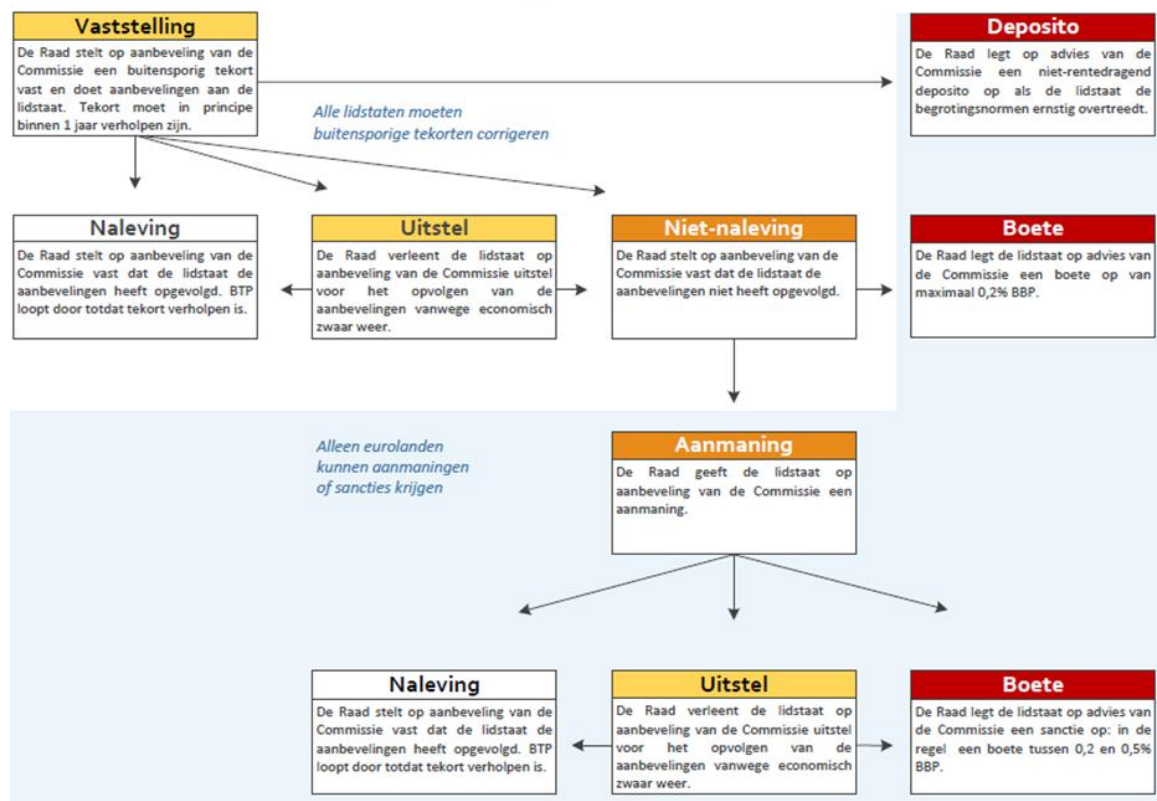 Vaststelling
De Raad stelt op aanbeveling van de
Commissie een buitensporig tekort
vast en doet aanbevelingen aan de
lidstaat. Tekort moet in principe
binnen 1 jaar verholpen zijn.
Deposito
De Raad legt op advies van de
Commissie een niet-rentedragend
deposito op als de lidstaat de
begrotingsnormen ernstig overtreedt.
Alle lidstaten moeten
buitensporige tekorten corrigeren
Naleving
De Raad stelt op aanbeveling van de
Commissie vast dat de lidstaat de
aanbevelingen heeft opgevolgd. BTP
loopt door totdat tekort verholpen is.
Uitstel
De Raad verleent de lidstaat op
aanbeveling van de Commissie uitstel
voor het opvolgen van de
aanbevelingen vanwege economisch
zwaar weer.
Niet-naleving
De Raad stelt op aanbeveling van de
Commissie vast dat de lidstaat de
aanbevelingen niet heeft opgevolgd.
Boete
De Raad legt de lidstaat op advies van
de Commissie een boete op van
maximaal 0,2% BBP.
Alleen eurolanden
kunnen aanmaningen
of sancties krijgen
Aanmaning
De Raad geeft de lidstaat op
aanbeveling van de Commissie een
aanmaning.
Naleving
De Raad stelt op aanbeveling van de
Commissie vast dat de lidstaat de
aanbevelingen heeft opgevolgd. BTP
loopt door totdat tekort verholpen is.
Uitstel
De Raad verleent de lidstaat op
aanbeveling van de Commissie uitstel
voor het opvolgen van de
aanbevelingen vanwege economisch
zwaar weer.
Boete
De Raad legt de lidstaat op advies van
de Commissie een sanctie op: in de
regel een boete tussen 0,2 en 0,5%
BBP.